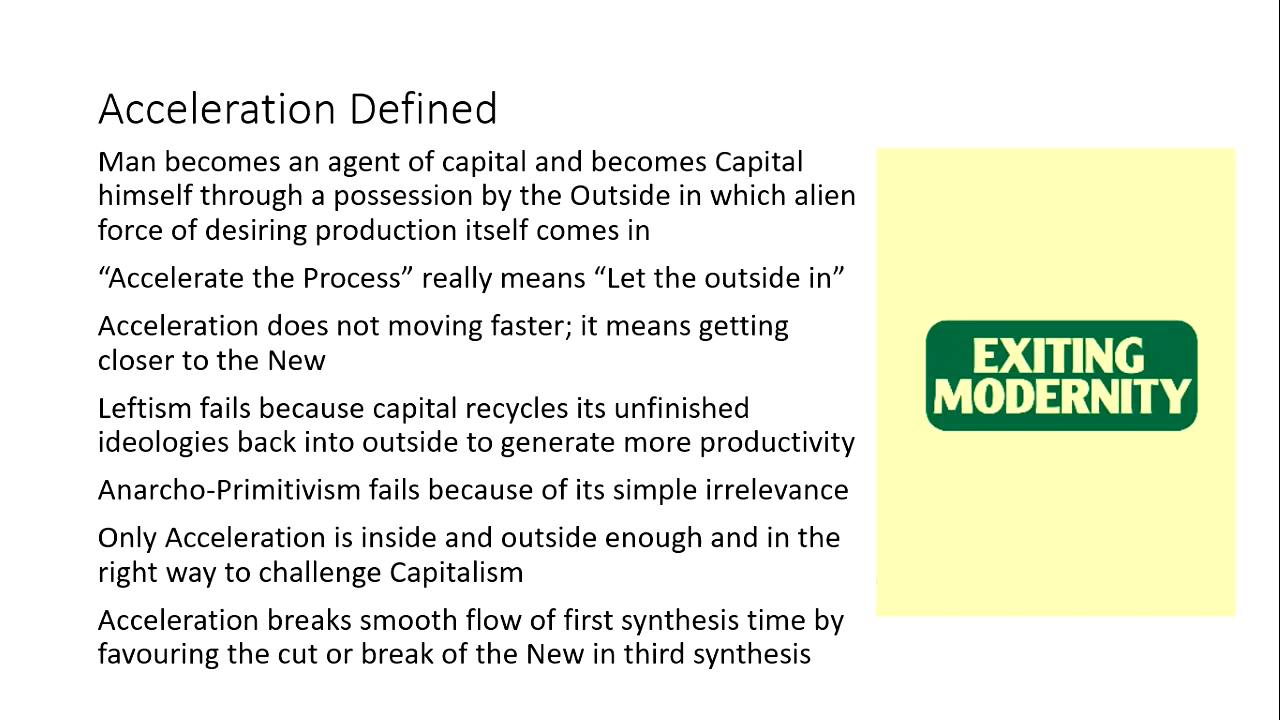 Acceleration Defined
Man becomes an agent of capital and becomes Capital
himself through a possession by the Outside in which alien
force of desiring production itself comes in
“Accelerate the Process” really means “Let the outside in”
Acceleration does not moving faster; it means getting
closer to the New
Leftism fails because capital recycles its unfinished
ideologies back into outside to generate more productivity
Anarcho-Primitivism fails because of its simple irrelevance
Only Acceleration is inside and outside enough and in the
right way to challenge Capitalism
Acceleration breaks smooth flow of first synthesis time by
favouring the cut or break of the New in third synthesis
EXITING
MODERNITY